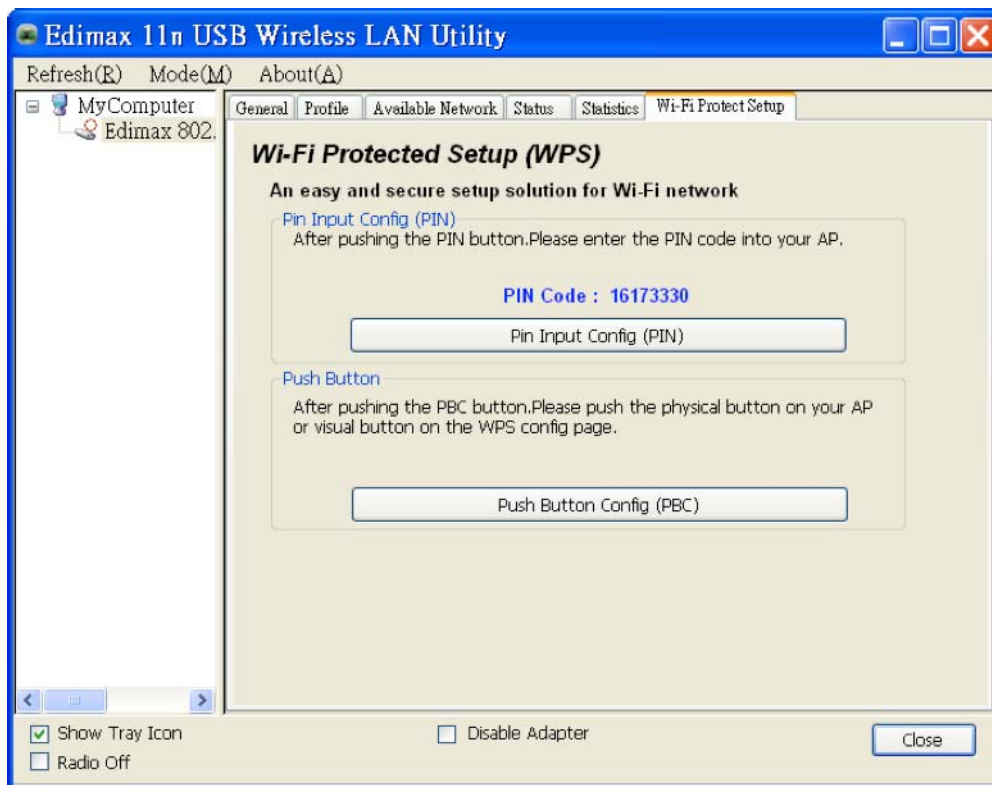 Edimax 11n USB Wireless LAN Utility
Refresh(R) Mode(M) About(A)
MyComputer
Edimax 802.
General Profile Available Network Status Statistics Wi-Fi Protect Setup
Wi-Fi Protected Setup (WPS)
An easy and secure setup solution for Wi-Fi network
Pin Input Config (PIN)
After pushing the PIN button.Please enter the PIN code into your AP.
PIN Code : 16173330
Pin Input Config (PIN)
Push Button
After pushing the PBC button.Please push the physical button on your AP
or visual button on the WPS config page.
Push Button Config (PBC)
Show Tray Icon
Disable Adapter
Close
Radio Off